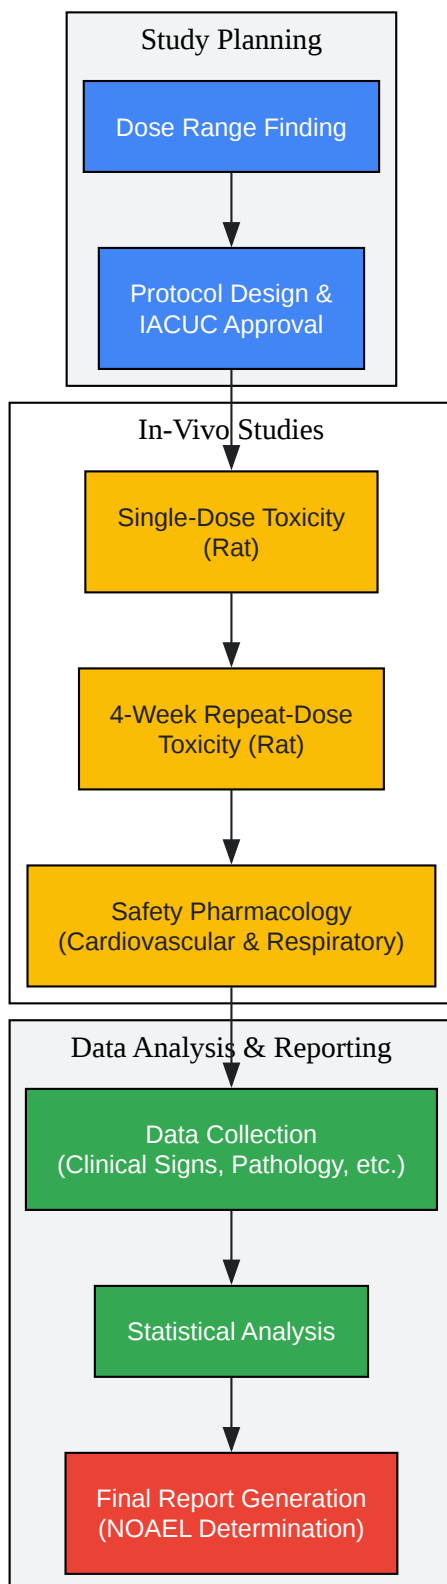 Study Planning
Dose Range Finding
Protocol Design &
IACUC Approval
In-Vivo Studies
Single-Dose Toxicity
(Rat)
4-Week Repeat-Dose
Toxicity (Rat)
Safety Pharmacology
(Cardiovascular & Respiratory)
Data Analysis & Reporting
Data Collection
(Clinical Signs, Pathology, etc.)
Statistical Analysis
Final Report Generation
(NOAEL Determination)